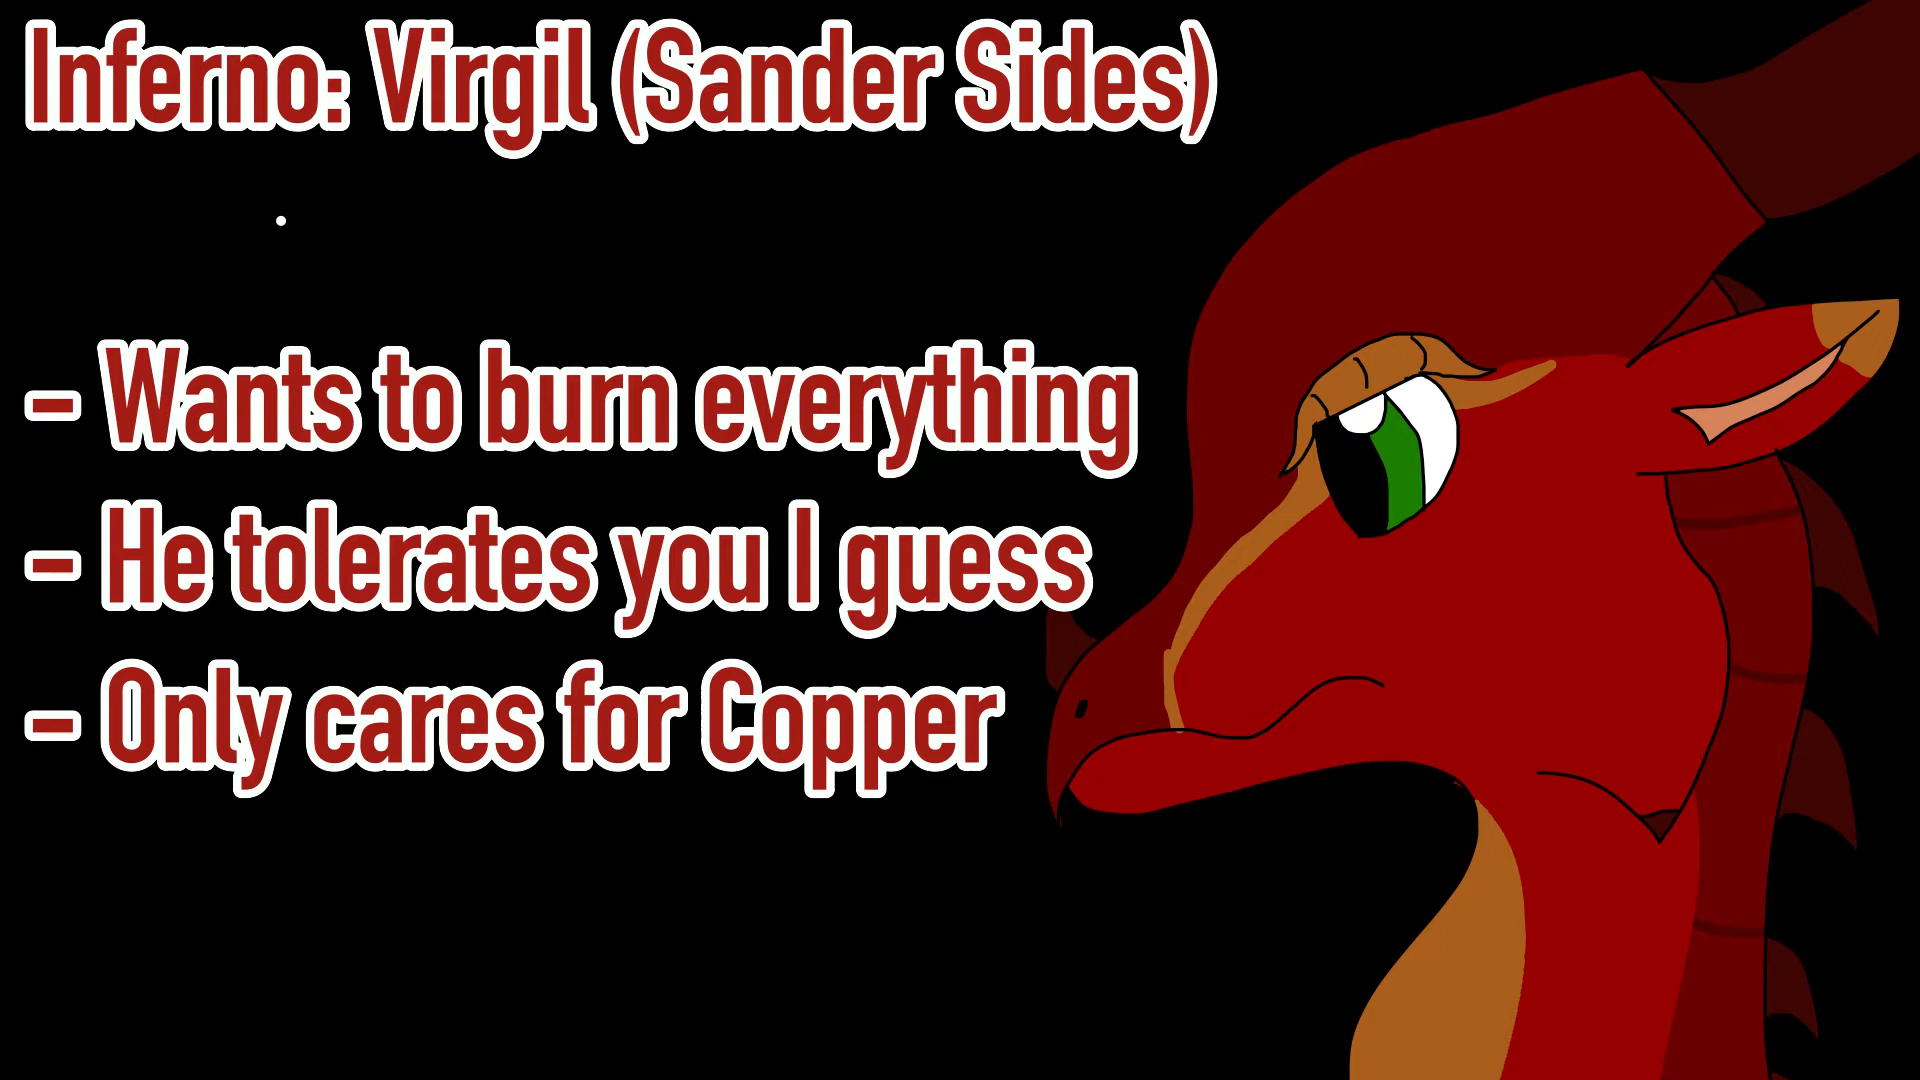 Inferno: Virgil (Sander Sides)
- Wants to burn everything
- He tolerates you I guess
- Only cares for Copper